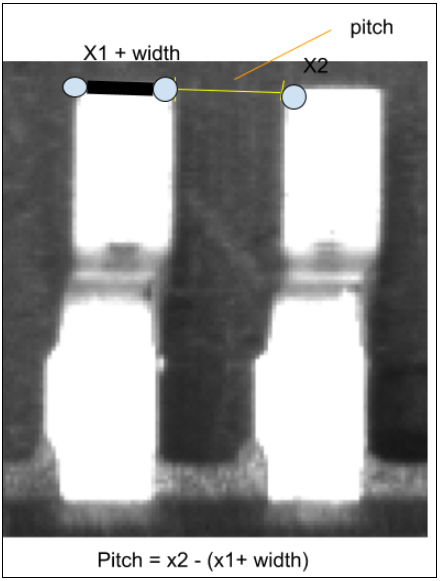 pitch
X1 + width
X2
Pitch = x2 - (x1+ width)